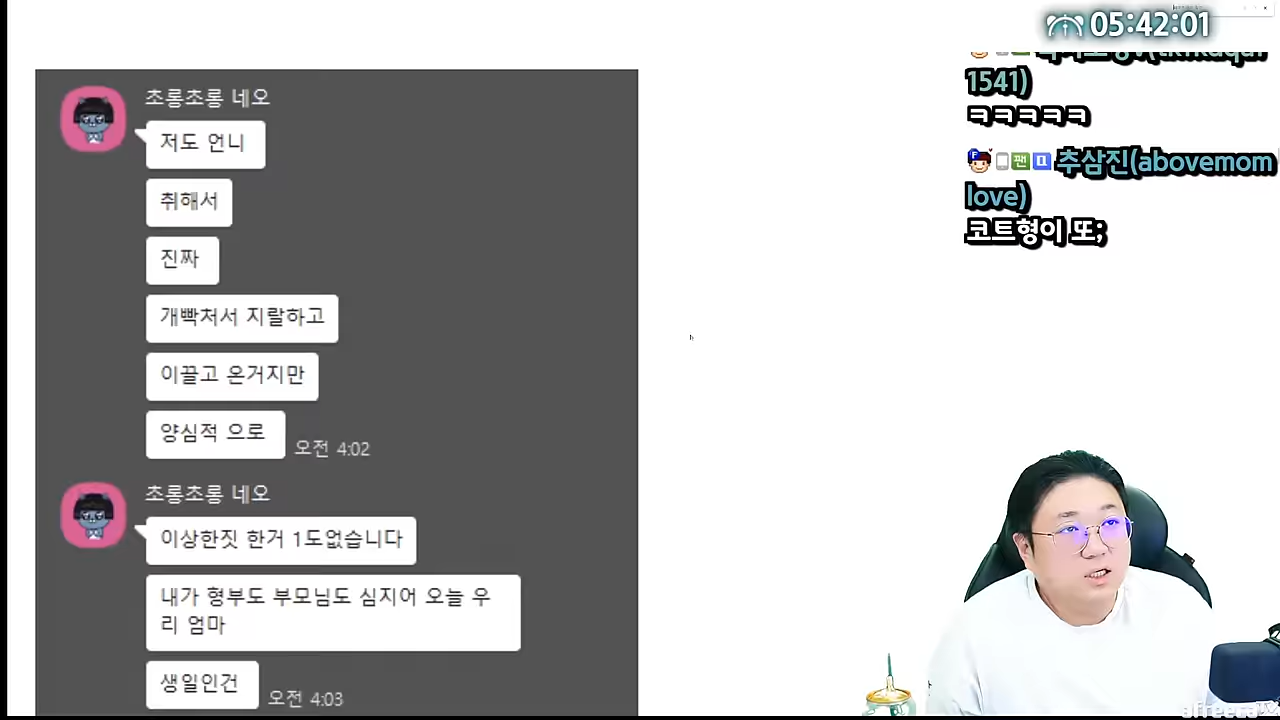 05:42:01
초롱초롱 네오
저도 언니
취해서
진짜
개빡처서 지랄하고
이끌고 온거지만
양심적 으로
오전 4:02
초롱초롱 네오
이상한짓 한거 1도없습니다
내가 형부도 부모님도 심지어 오늘 우
리 엄마
생일인건
오전 4:03
1541)
ㅋㅋㅋㅋㅋ
팬 추삼진(abovemom
love)
코트형이 또;
afreecaTV